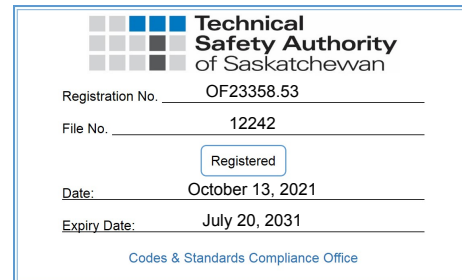 Technical
Safety Authority
of Saskatchewan
Registration No. OF23358.53
File No. 12242
Registered
Date: October 13, 2021
Expiry Date: July 20, 2031
Codes & Standards Compliance Office